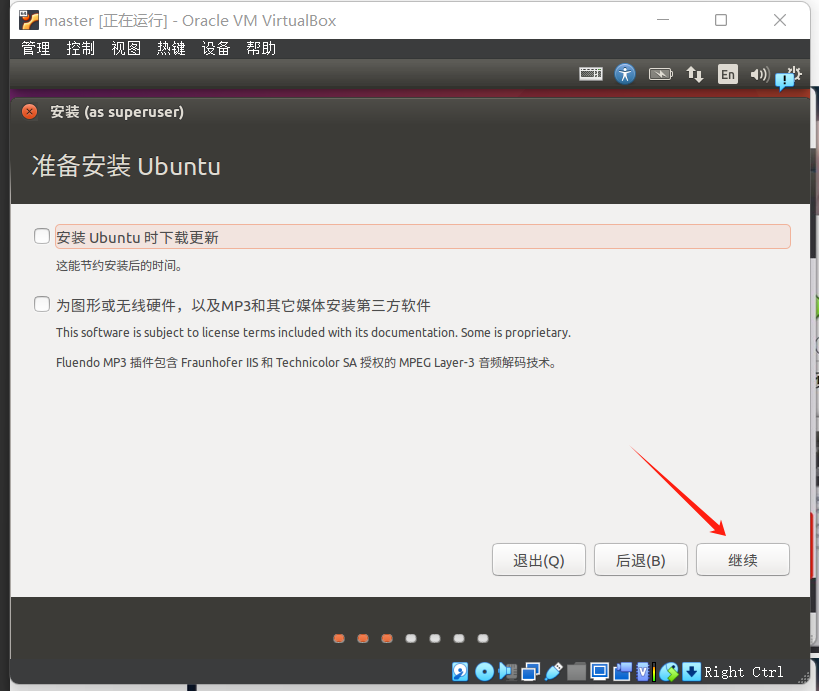 master [正在运行] - Oracle VM VirtualBox
管理 控制 视图 热键 设备 帮助
En
安装 (as superuser)
准备安装 Ubuntu
安装 Ubuntu 时下载更新
这能节约安装后的时间。
为图形或无线硬件，以及MP3和其它媒体安装第三方软件
This software is subject to license terms included with its documentation. Some is proprietary.
Fluendo MP3 插件包含 Fraunhofer IIS 和 Technicolor SA 授权的 MPEG Layer-3 音频解码技术。
退出(Q) 后退(B) 继续
Right Ctrl